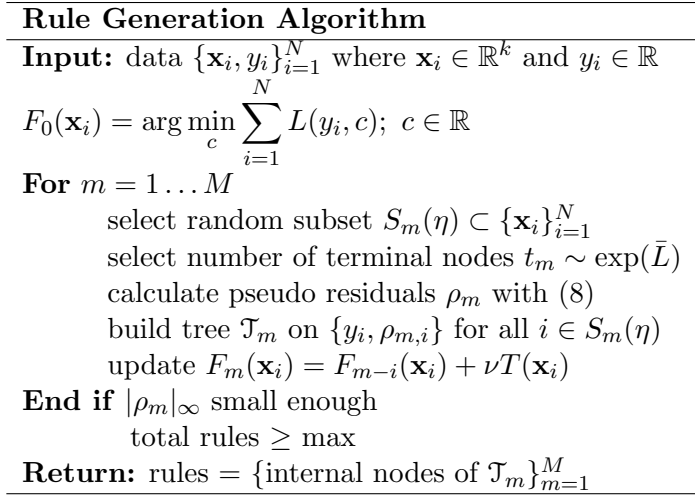 Rule Generation Algorithm
Input: data {𝐱ᵢ, yᵢ}ᵢ₌₁ᴺ where 𝐱ᵢ ∈ ℝᵏ and yᵢ ∈ ℝ
F₀(𝐱ᵢ) = arg min_c ∑ᵢ₌₁ᴺ L(yᵢ, c); c ∈ ℝ
For m = 1 … M
select random subset Sₘ(η) ⊂ {𝐱ᵢ}ᵢ₌₁ᴺ
select number of terminal nodes tₘ ∼ exp(L̄)
calculate pseudo residuals ρₘ with (8)
build tree 𝒯ₘ on {yᵢ, ρₘ,ᵢ} for all i ∈ Sₘ(η)
update Fₘ(𝐱ᵢ) = Fₘ₋ᵢ(𝐱ᵢ) + νT(𝐱ᵢ)
End if |ρₘ|∞ small enough
total rules ≥ max
Return: rules = {internal nodes of 𝒯ₘ}ₘ₌₁ᴹ